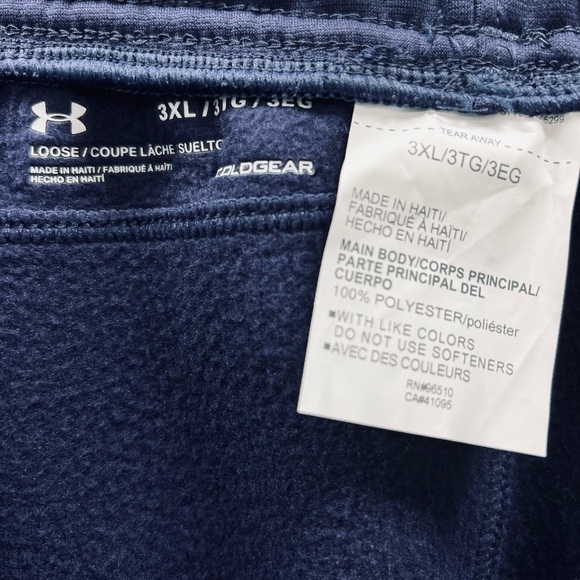 3XL / 3TG / 3EG
LOOSE / COUPE LÂCHE SUELTO
MADE IN HAITI / FABRIQUÉ À HAÏTI
HECHO EN HAITÍ
COLDGEAR
5299
TEAR AWAY
3XL/3TG/3EG
MADE IN HAITI/
FABRIQUÉ À HAÏTI/
HECHO EN HAITÍ
MAIN BODY/CORPS PRINCIPAL/
PARTE PRINCIPAL DEL
CUERPO
100% POLYESTER/poliéster
■WITH LIKE COLORS
DO NOT USE SOFTENERS
■AVEC DES COULEURS
RN#96510
CA#41095